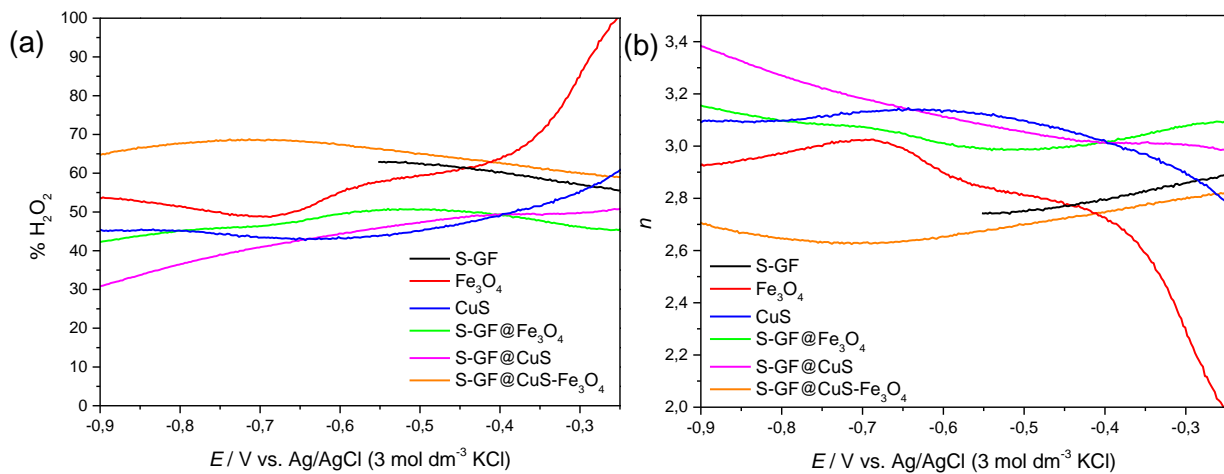 (a)
% H₂O₂
100
90
80
70
60
50
40
30
20
10
0
-0,9
-0,8
-0,7
-0,6
-0,5
-0,4
-0,3
E / V vs. Ag/AgCl (3 mol dm⁻³ KCl)
S-GF
Fe₃O₄
CuS
S-GF@Fe₃O₄
S-GF@CuS
S-GF@CuS-Fe₃O₄
(b)
n
3,4
3,2
3,0
2,8
2,6
2,4
2,2
2,0
-0,9
-0,8
-0,7
-0,6
-0,5
-0,4
-0,3
E / V vs. Ag/AgCl (3 mol dm⁻³ KCl)
S-GF
Fe₃O₄
CuS
S-GF@Fe₃O₄
S-GF@CuS
S-GF@CuS-Fe₃O₄